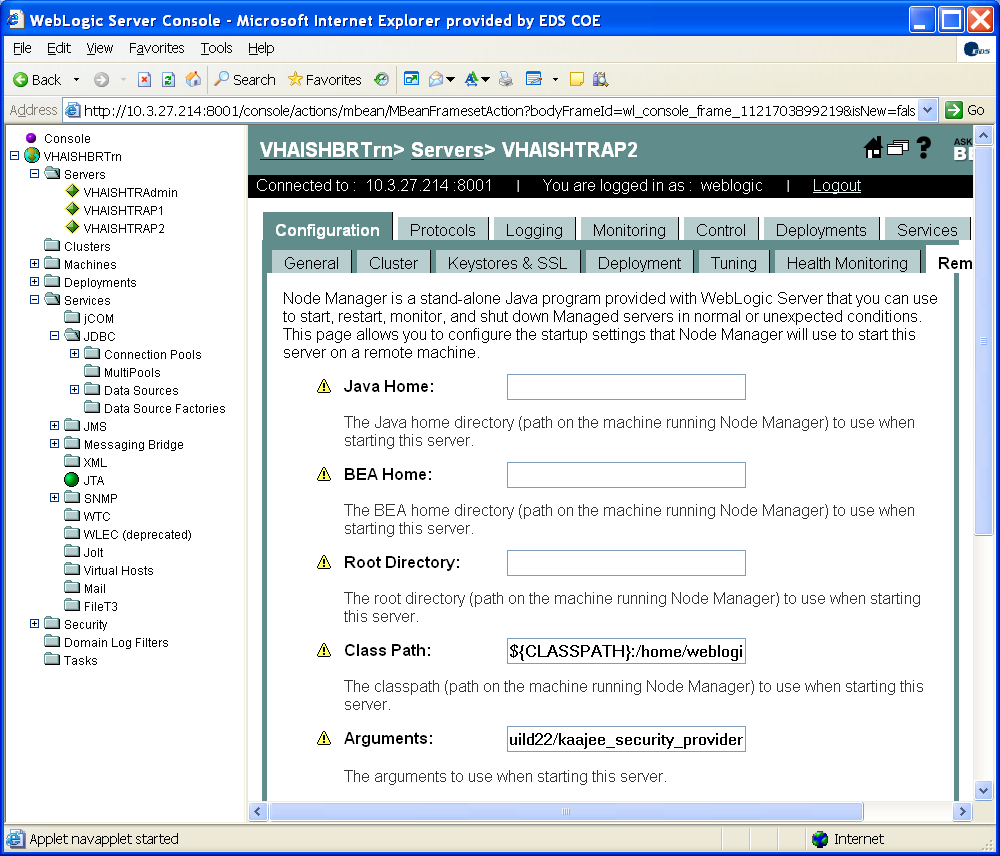 WebLogic Server Console - Microsoft Internet Explorer provided by EDS COE
File Edit View Favorites Tools Help
EDS
Back Search Favorites
Address http://10.3.27.214:8001/console/actions/mbean/MBeanFramesetAction?bodyFrameId=wl_console_frame_1121703899219&isNew=fals Go
Console
VHAISHBRTrn
Servers
VHAISHTRAdmin
VHAISHTRAP1
VHAISHTRAP2
Clusters
Machines
Deployments
Services
jCOM
JDBC
Connection Pools
MultiPools
Data Sources
Data Source Factories
JMS
Messaging Bridge
XML
JTA
SNMP
WTC
WLEC (deprecated)
Jolt
Virtual Hosts
Mail
FileT3
Security
Domain Log Filters
Tasks
VHAISHBRTrn> Servers> VHAISHTRAP2
? ASK
BE
Connected to : 10.3.27.214 :8001 | You are logged in as : weblogic | Logout
Configuration Protocols Logging Monitoring Control Deployments Services
General Cluster Keystores & SSL Deployment Tuning Health Monitoring Rem
Node Manager is a stand-alone Java program provided with WebLogic Server that you can use
to start, restart, monitor, and shut down Managed servers in normal or unexpected conditions.
This page allows you to configure the startup settings that Node Manager will use to start this
server on a remote machine.
Java Home:
The Java home directory (path on the machine running Node Manager) to use when
starting this server.
BEA Home:
The BEA home directory (path on the machine running Node Manager) to use when
starting this server.
Root Directory:
The root directory (path on the machine running Node Manager) to use when starting
this server.
Class Path: ${CLASSPATH}:/home/weblogi
The classpath (path on the machine running Node Manager) to use when starting this
server.
Arguments: uild22/kaajee_security_provider
The arguments to use when starting this server.
Applet navapplet started Internet